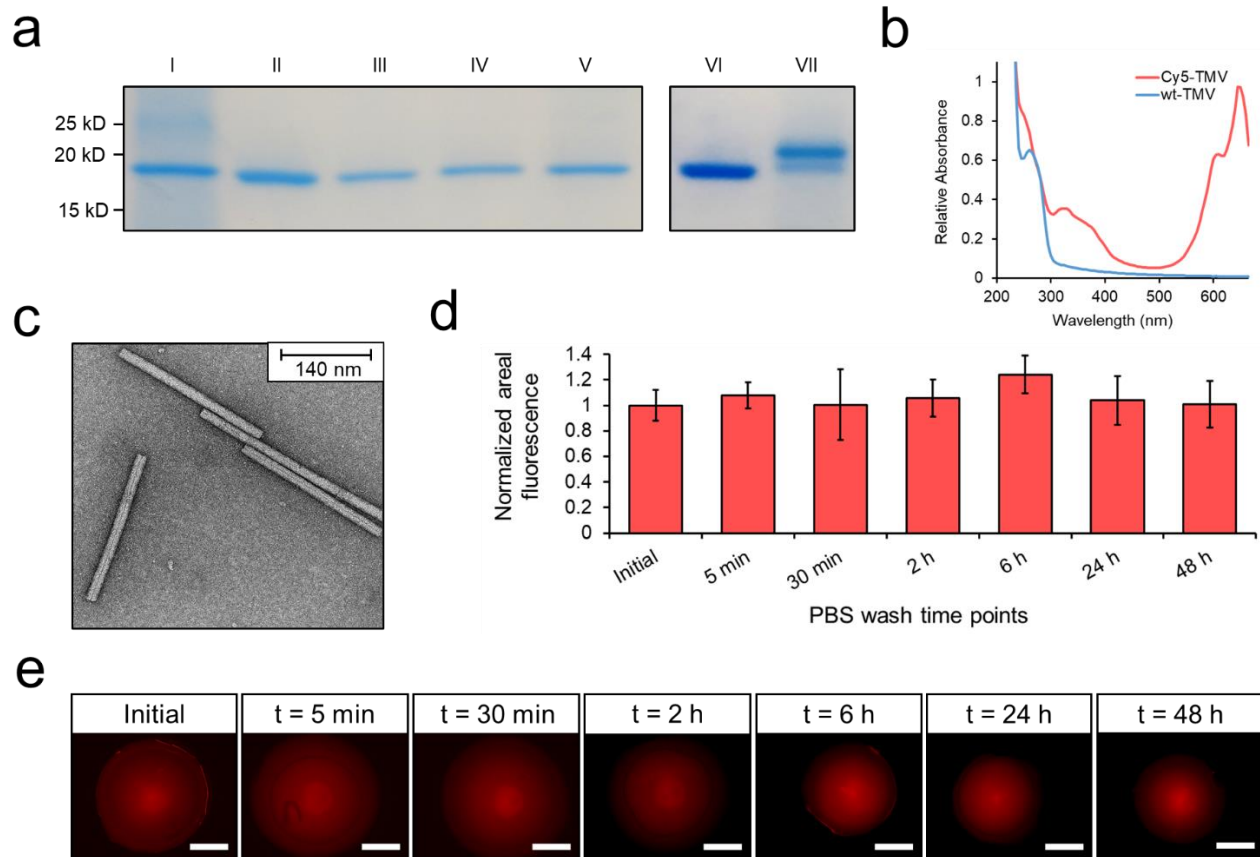 a
I II III IV V VI VII
25 kD
20 kD
15 kD
b
Cy5-TMV
wt-TMV
Relative Absorbance
1
0.8
0.6
0.4
0.2
0
200 300 400 500 600
Wavelength (nm)
c
140 nm
d
Normalized areal
fluorescence
1.4
1.2
1
0.8
0.6
0.4
0.2
0
Initial 5 min 30 min 2 h 6 h 24 h 48 h
PBS wash time points
e
Initial t = 5 min t = 30 min t = 2 h t = 6 h t = 24 h t = 48 h